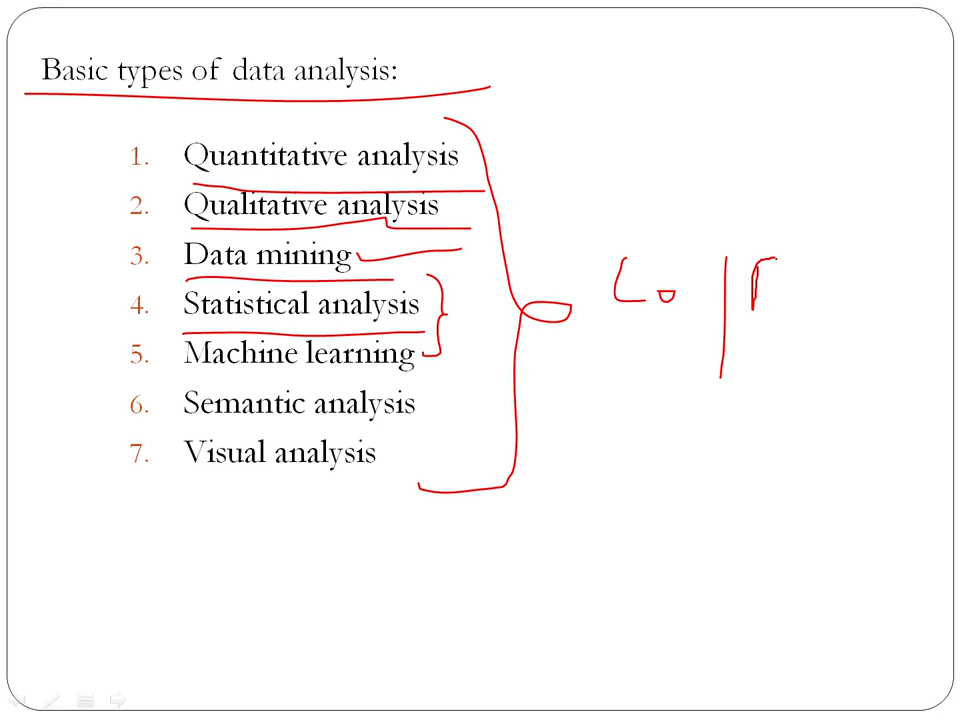 Basic types of data analysis:
1. Quantitative analysis
2. Qualitative analysis
3. Data mining
4. Statistical analysis
5. Machine learning
6. Semantic analysis
7. Visual analysis